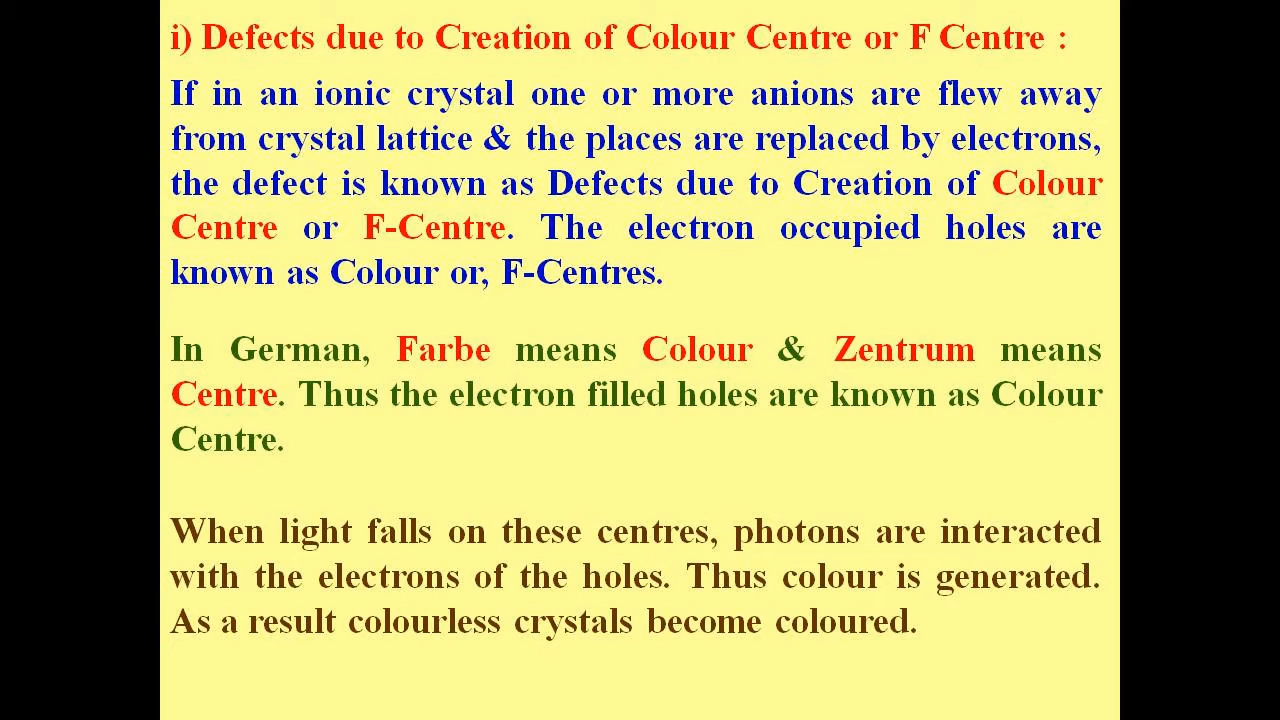 i) Defects due to Creation of Colour Centre or F Centre :
If in an ionic crystal one or more anions are flew away
from crystal lattice & the places are replaced by electrons,
the defect is known as Defects due to Creation of Colour
Centre or F-Centre. The electron occupied holes are
known as Colour or, F-Centres.
In German, Farbe means Colour & Zentrum means
Centre. Thus the electron filled holes are known as Colour
Centre.
When light falls on these centres, photons are interacted
with the electrons of the holes. Thus colour is generated.
As a result colourless crystals become coloured.